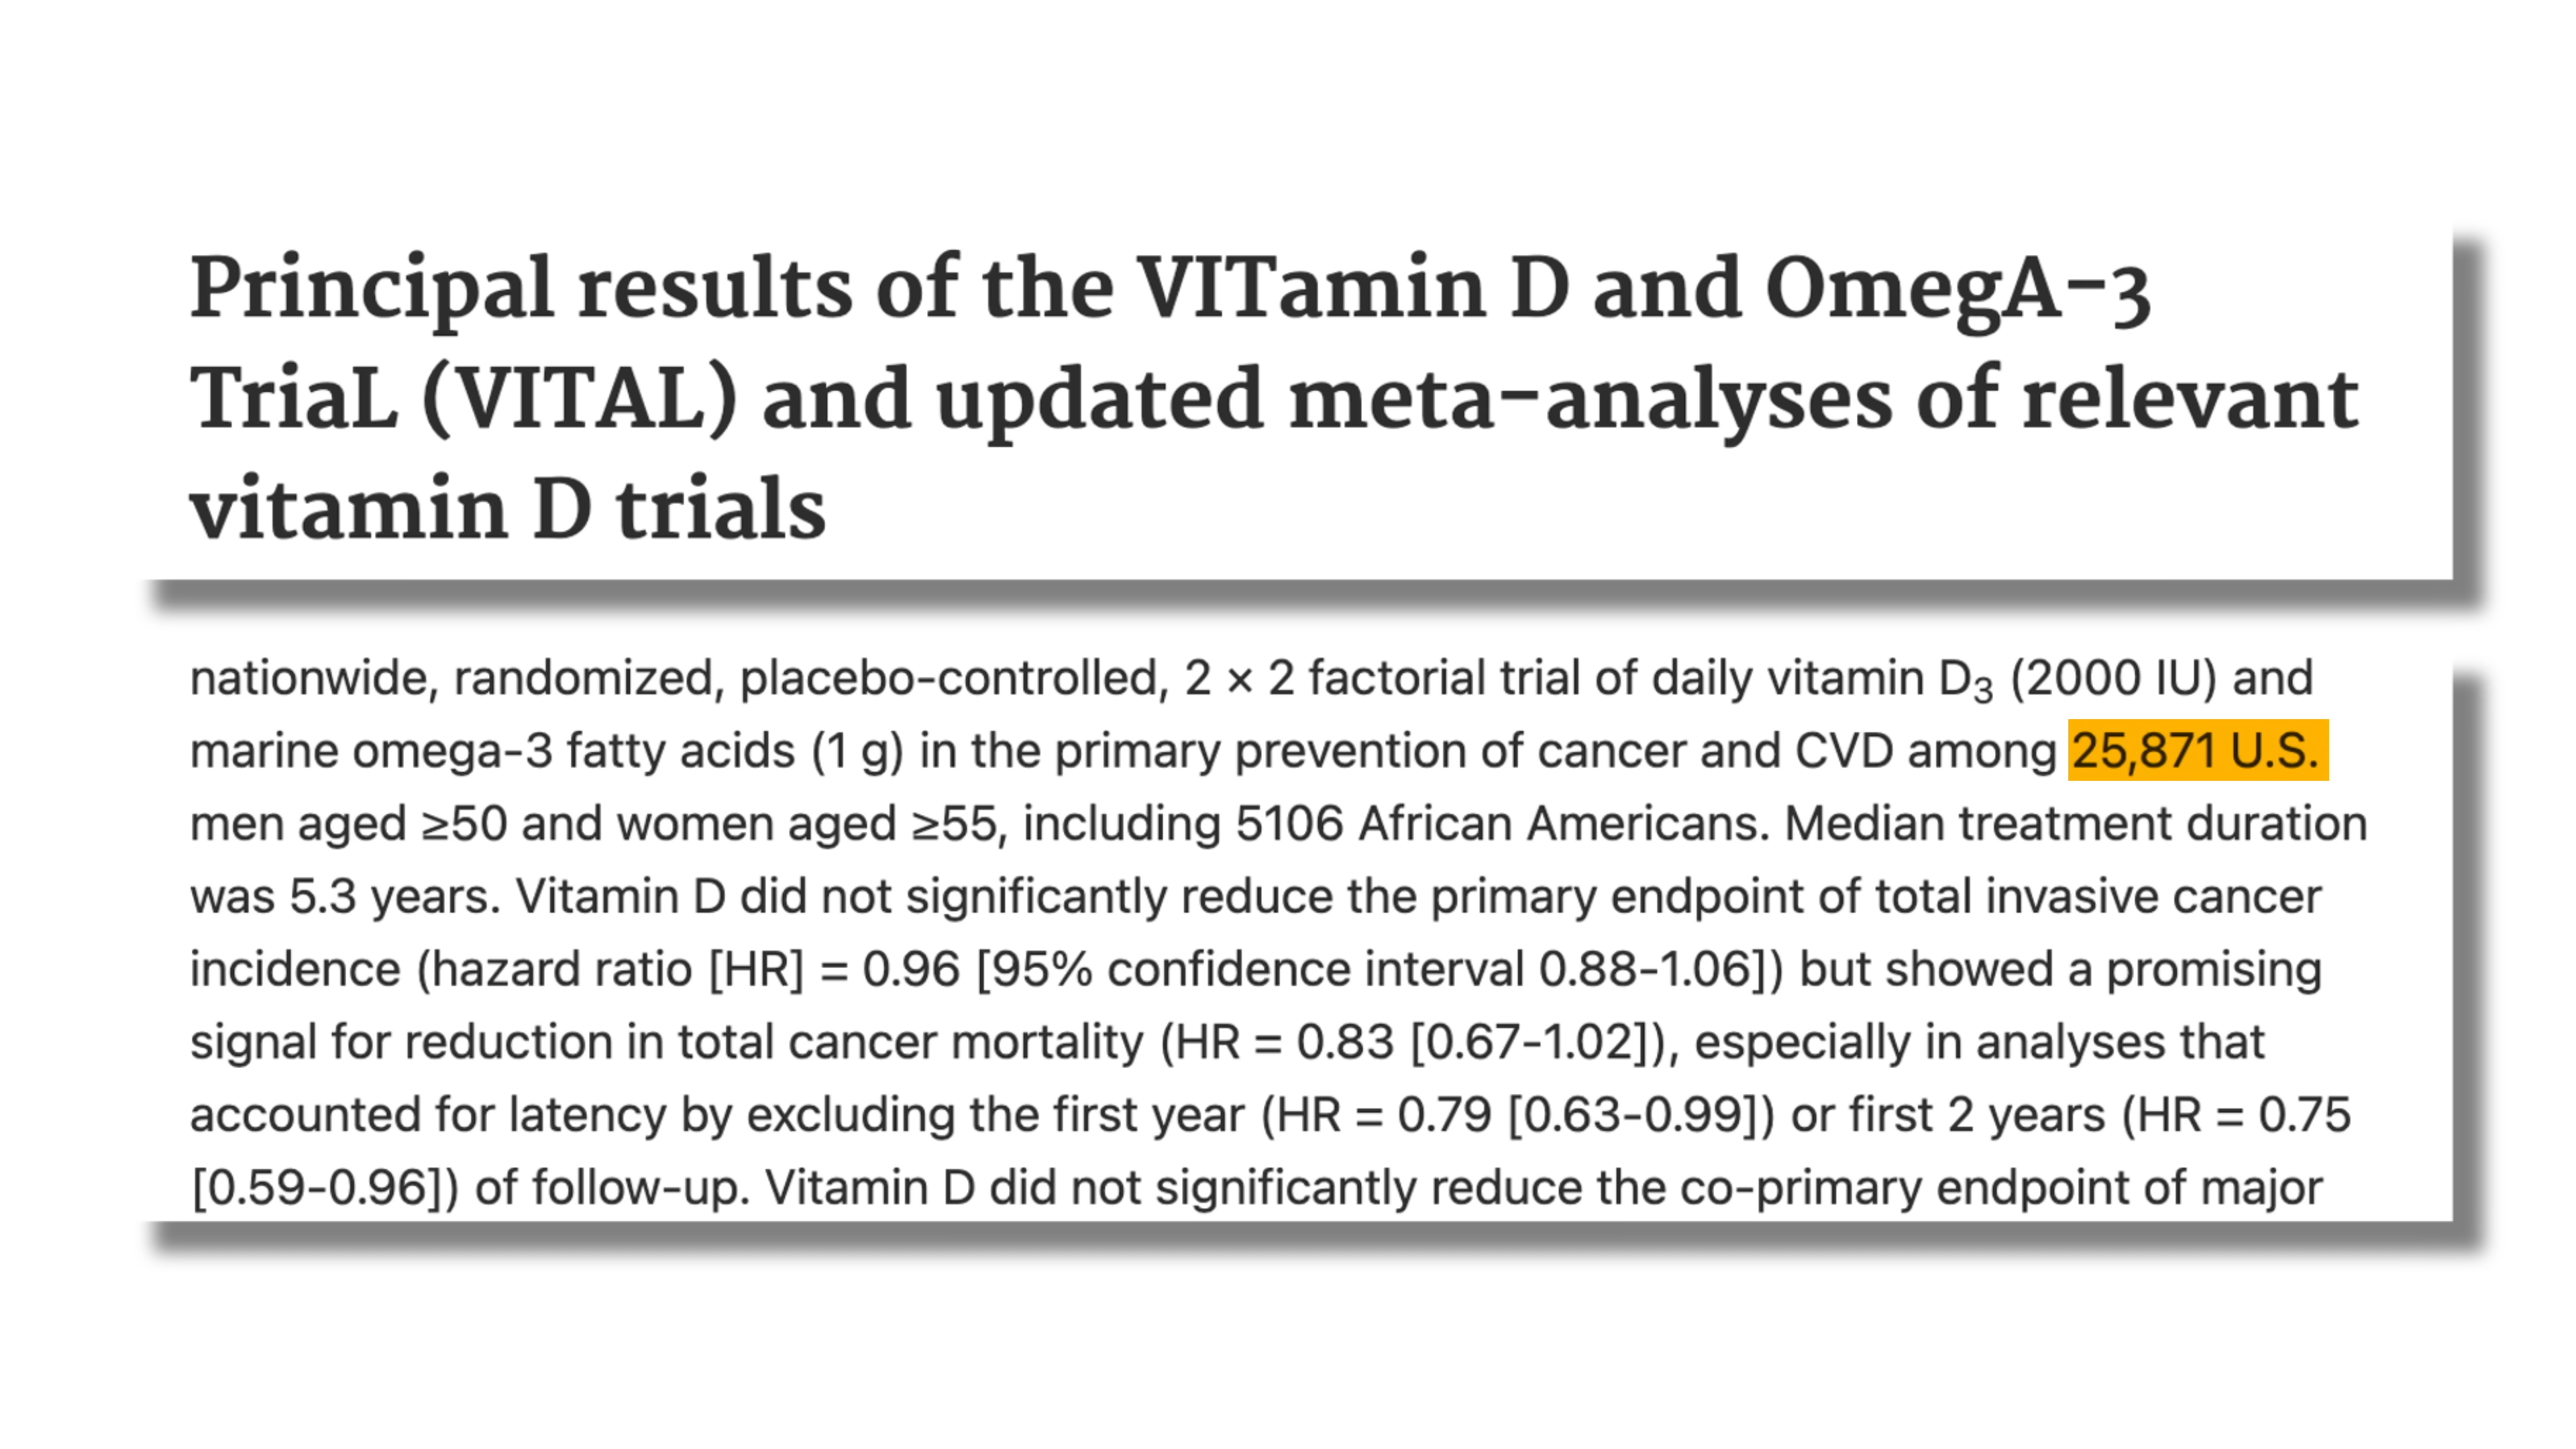 Principal results of the VITamin D and OmegA-3
TriaL (VITAL) and updated meta-analyses of relevant
vitamin D trials
nationwide, randomized, placebo-controlled, 2 × 2 factorial trial of daily vitamin D₃ (2000 IU) and
marine omega-3 fatty acids (1 g) in the primary prevention of cancer and CVD among 25,871 U.S.
men aged ≥50 and women aged ≥55, including 5106 African Americans. Median treatment duration
was 5.3 years. Vitamin D did not significantly reduce the primary endpoint of total invasive cancer
incidence (hazard ratio [HR] = 0.96 [95% confidence interval 0.88-1.06]) but showed a promising
signal for reduction in total cancer mortality (HR = 0.83 [0.67-1.02]), especially in analyses that
accounted for latency by excluding the first year (HR = 0.79 [0.63-0.99]) or first 2 years (HR = 0.75
[0.59-0.96]) of follow-up. Vitamin D did not significantly reduce the co-primary endpoint of major